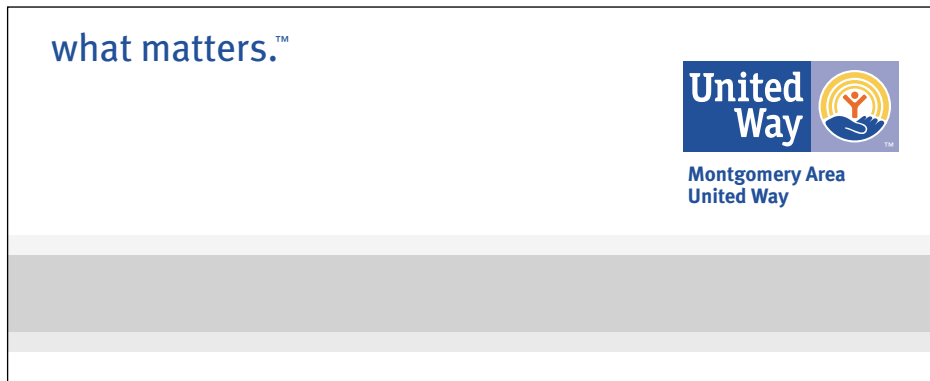 what matters.™
United
Way
™
Montgomery Area
United Way